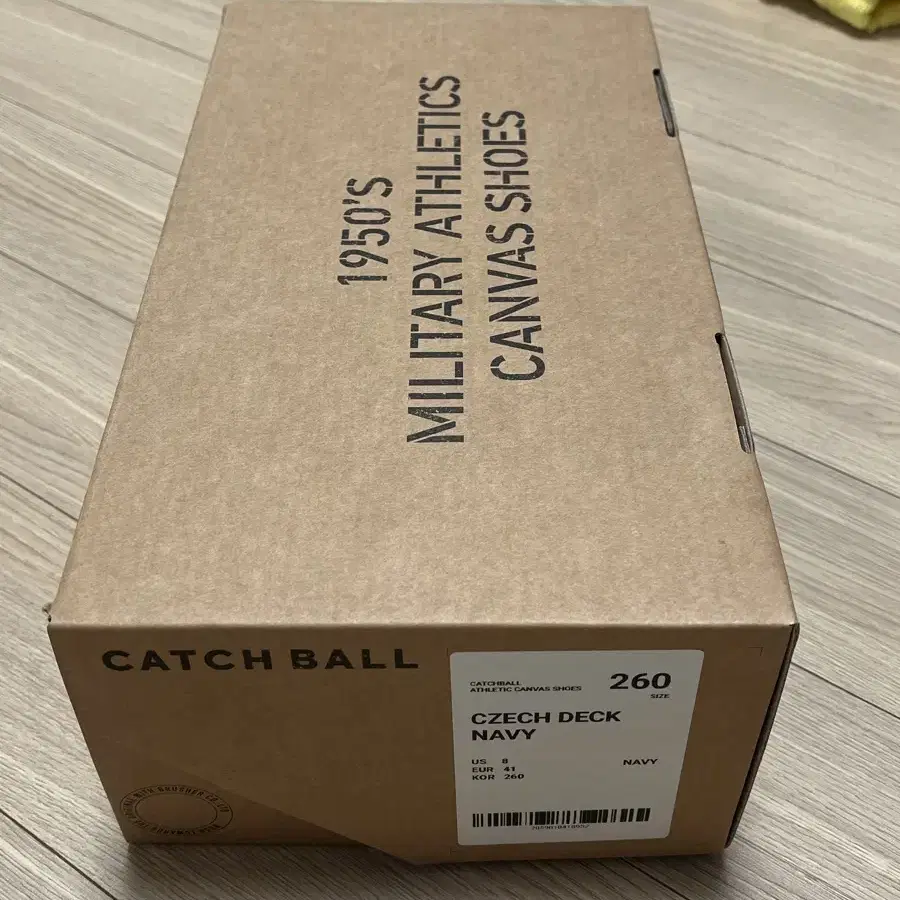 1950'S
MILITARY ATHLETICS
CANVAS SHOES
CATCH BALL
CATCHBALL
ATHLETIC CANVAS SHOES
260
SIZE
CZECH DECK
NAVY
US 8
EUR 41
KOR 260
NAVY